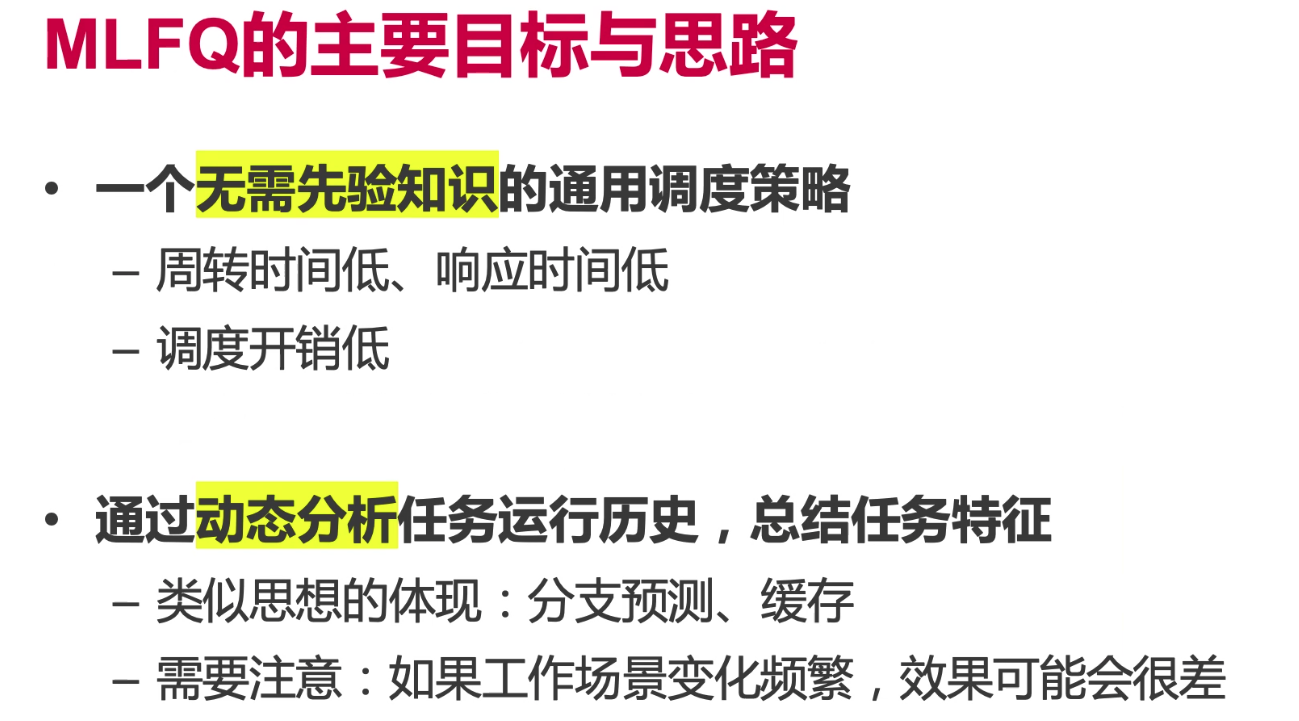 MLFQ的主要目标与思路
• 一个无需先验知识的通用调度策略
– 周转时间低、响应时间低
– 调度开销低
• 通过动态分析任务运行历史，总结任务特征
– 类似思想的体现：分支预测、缓存
– 需要注意：如果工作场景变化频繁，效果可能会很差